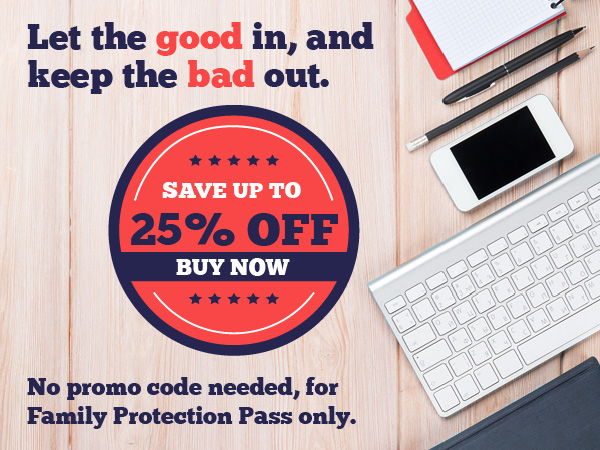 Let the good in, and
keep the bad out.
SAVE UP TO
25% OFF
BUY NOW
No promo code needed, for
Family Protection Pass only.